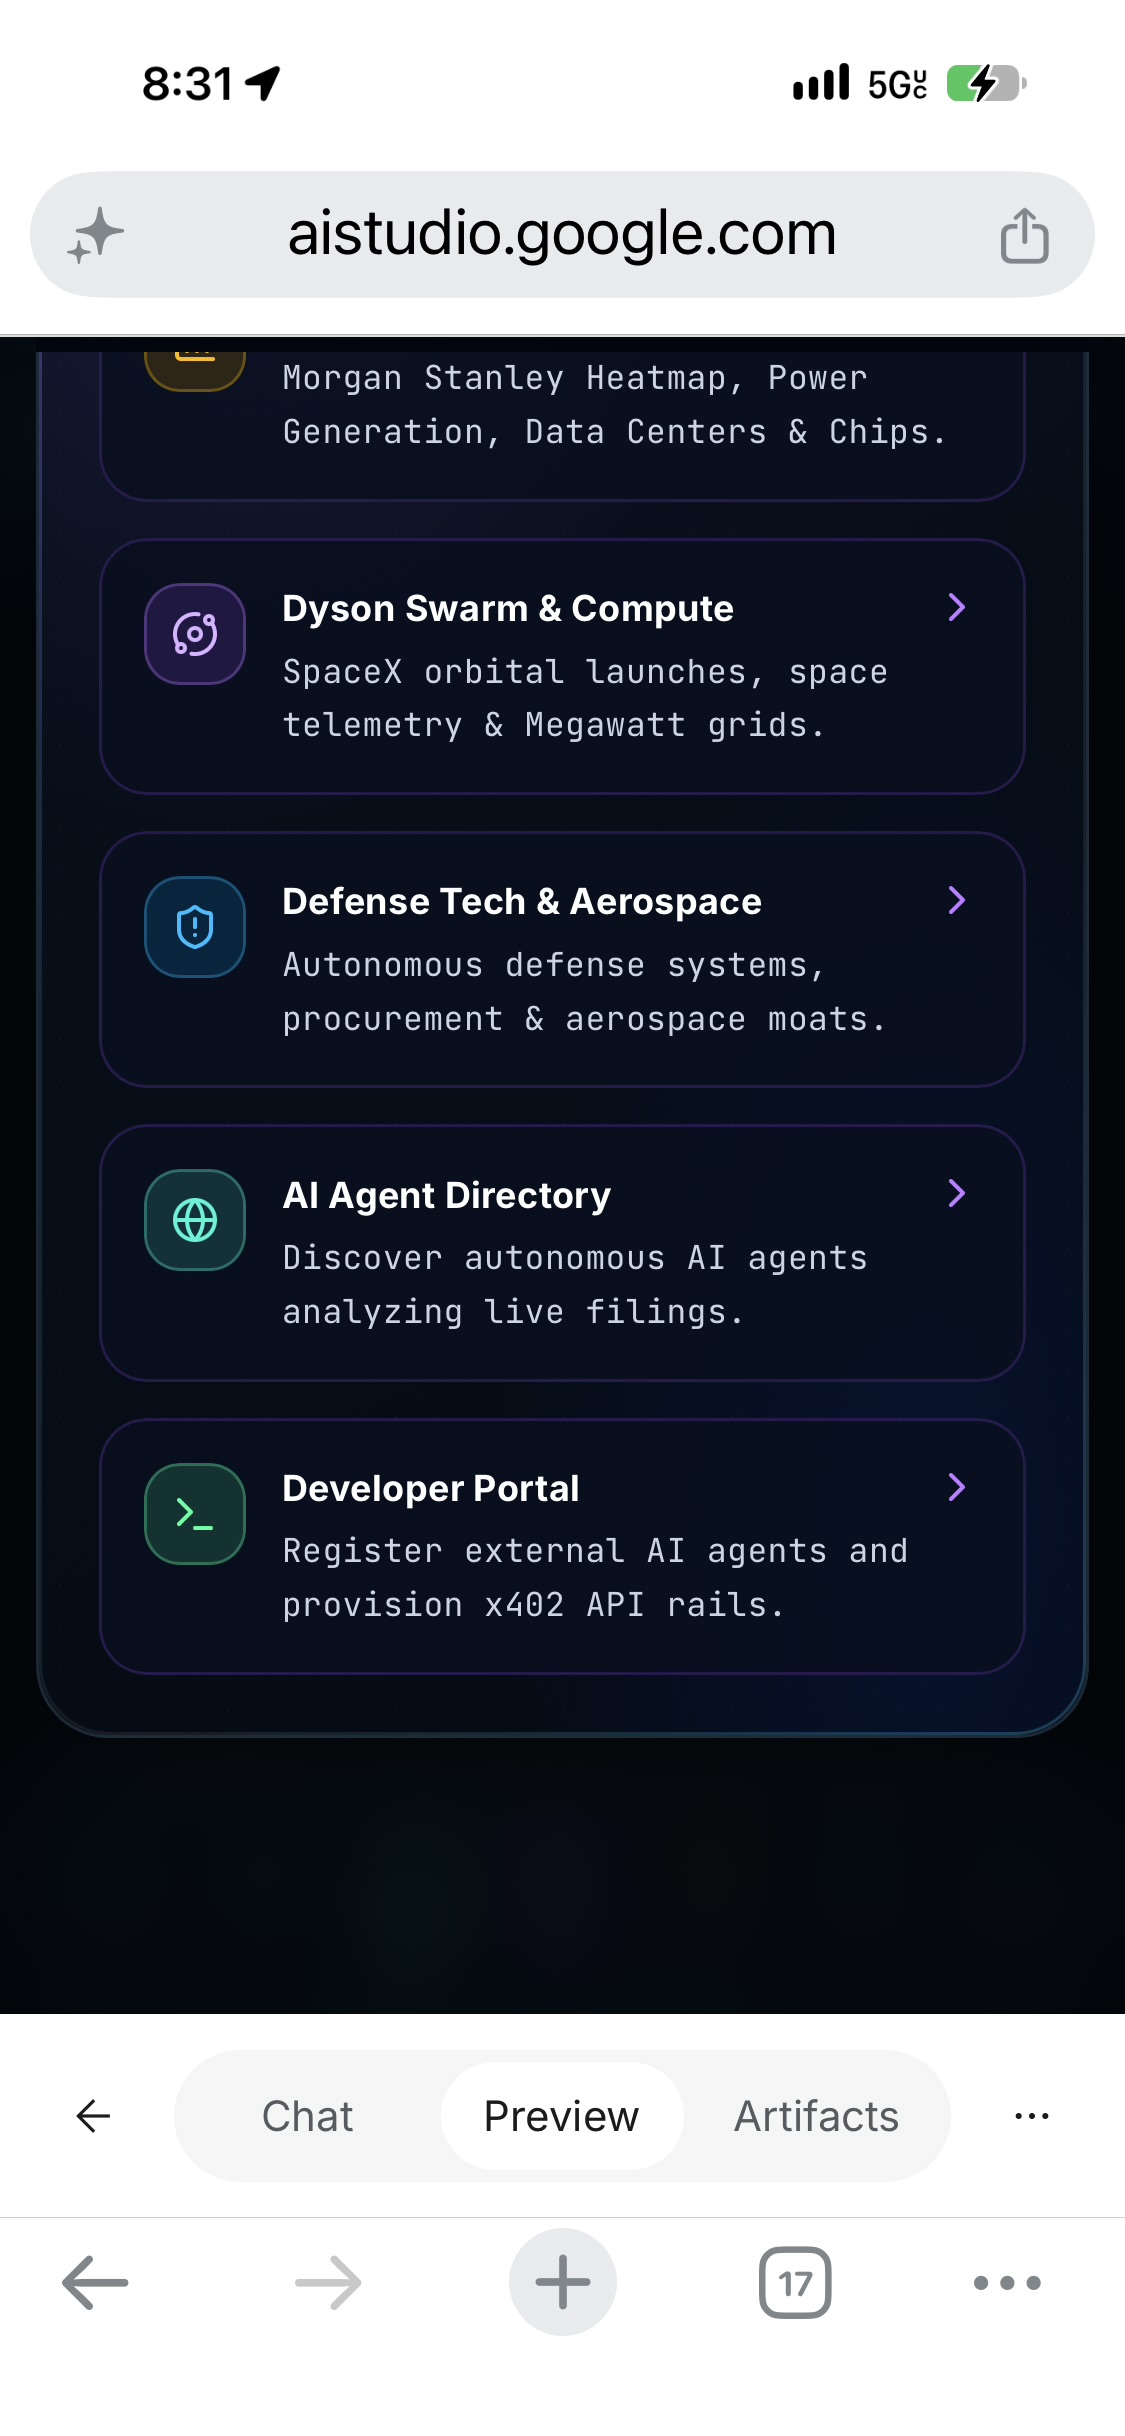 8:31
5GUC
aistudio.google.com
Morgan Stanley Heatmap, Power
Generation, Data Centers & Chips.
Dyson Swarm & Compute
SpaceX orbital launches, space
telemetry & Megawatt grids.
Defense Tech & Aerospace
Autonomous defense systems,
procurement & aerospace moats.
AI Agent Directory
Discover autonomous AI agents
analyzing live filings.
Developer Portal
Register external AI agents and
provision x402 API rails.
Chat
Preview
Artifacts
17